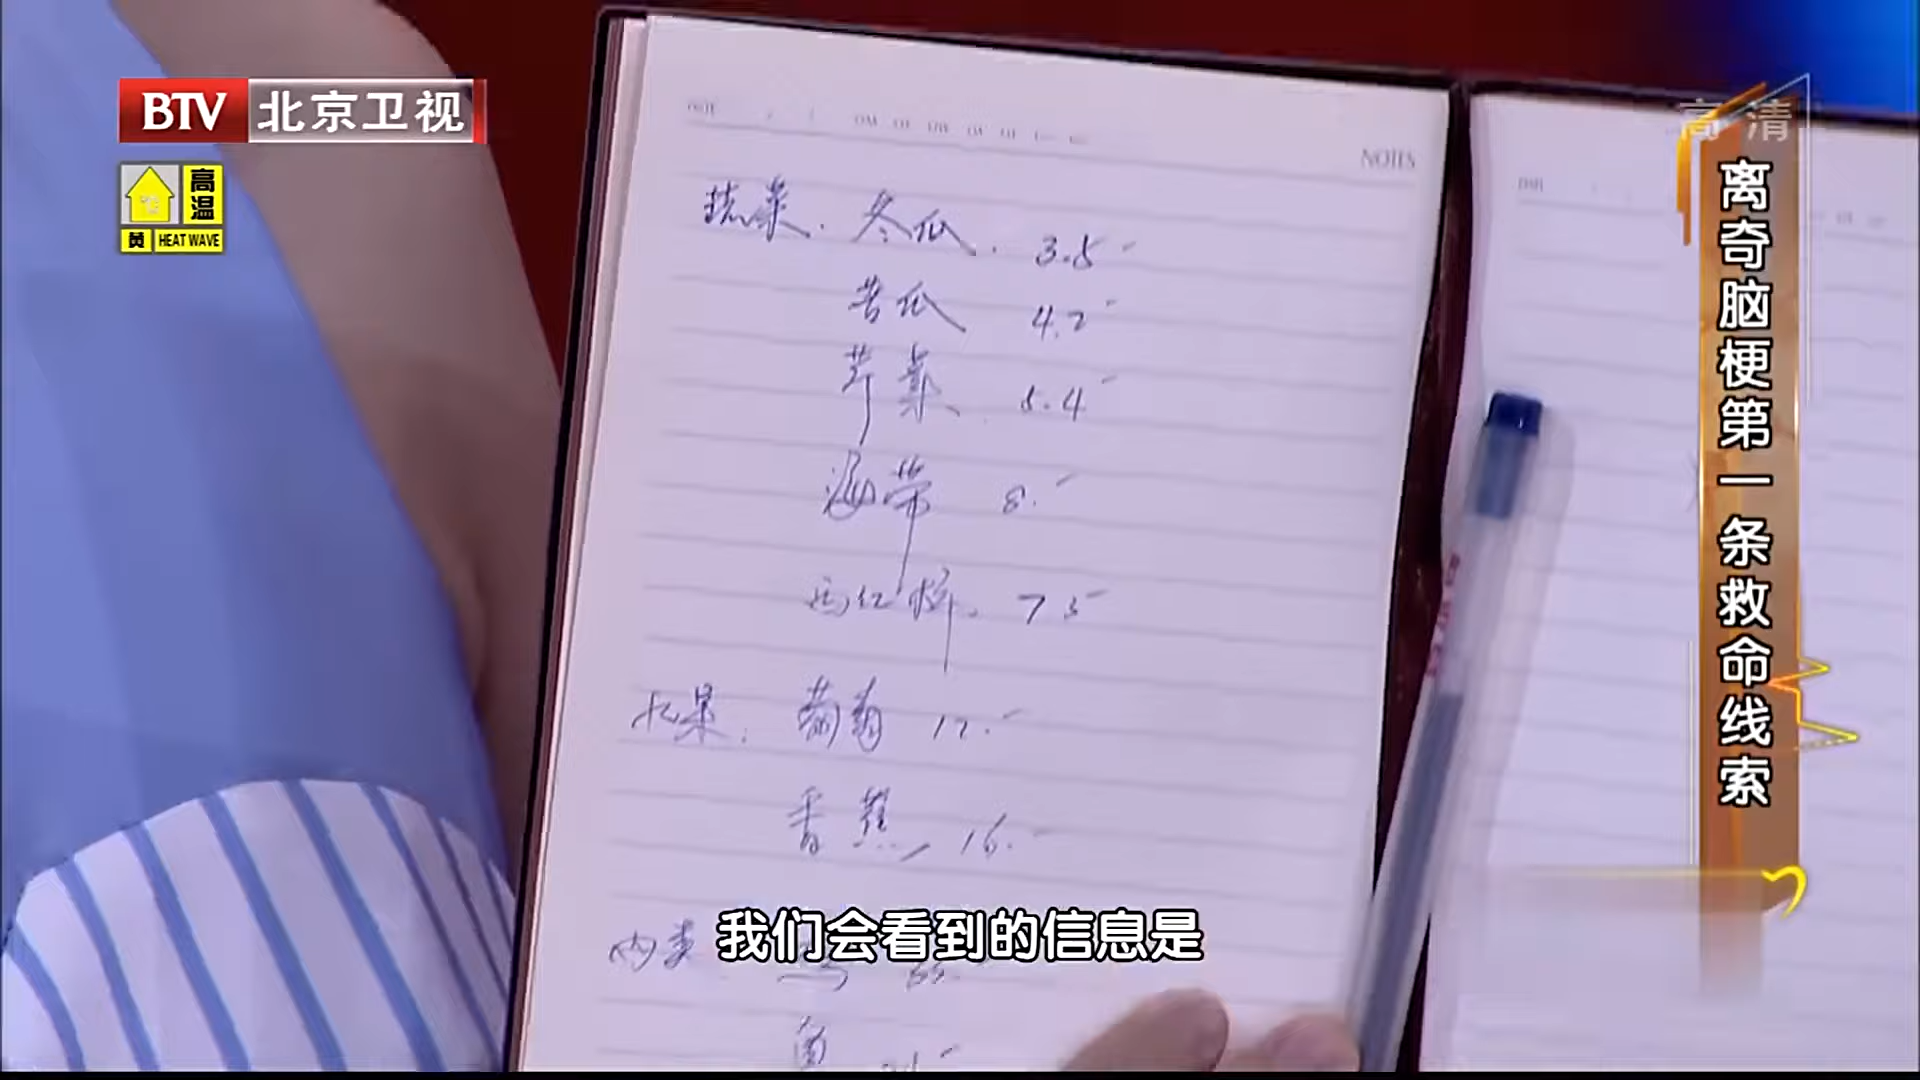 BTV 北京卫视
高清
高温
黄 HEAT WAVE
离奇脑梗第一条救命线索
NOTES
蔬菜. 冬瓜. 3.5
苦瓜 4.2
芹菜. 5.4
海带 8.
西红柿. 7.5
水果. 葡萄 12.
香蕉 16.
肉类
鱼
我们会看到的信息是